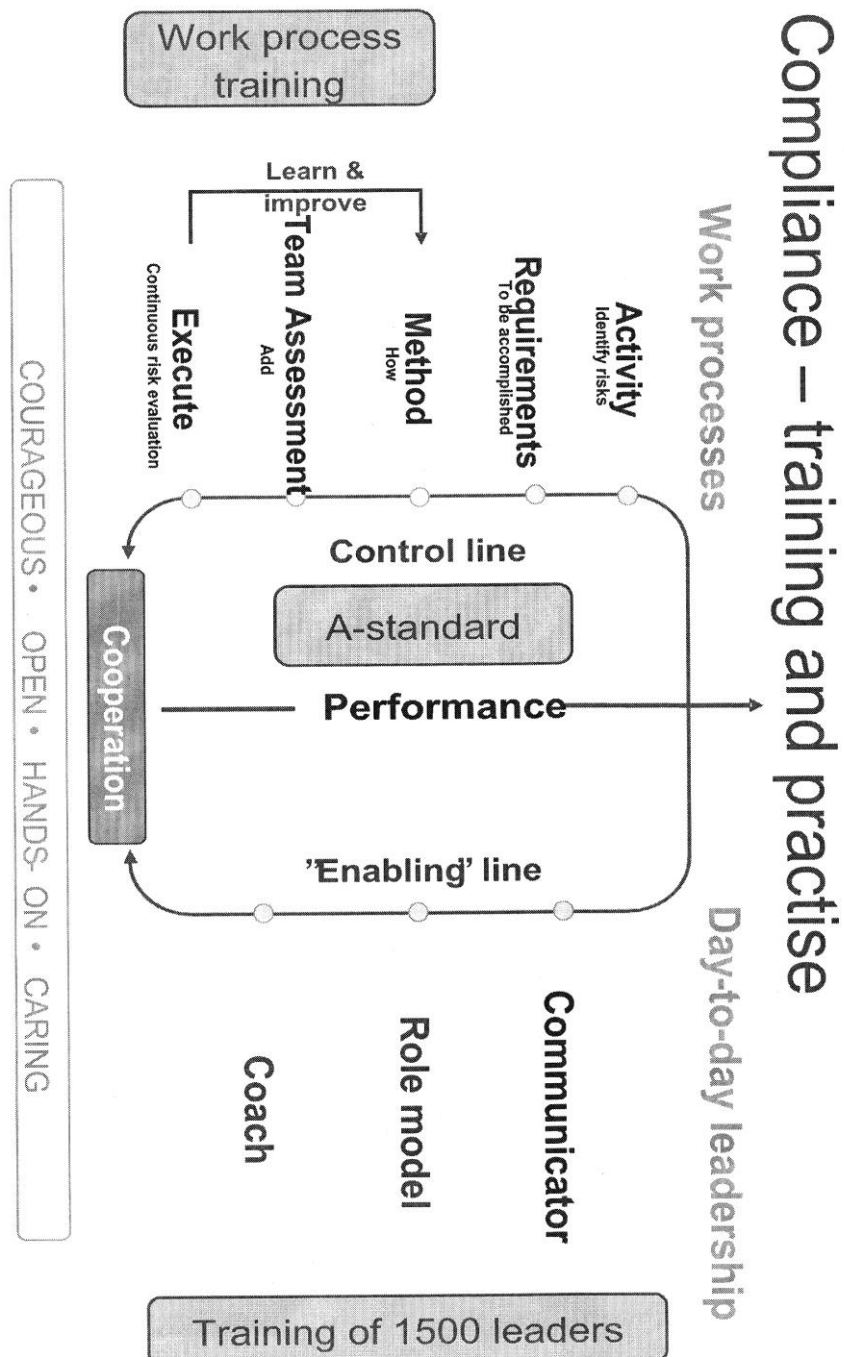 Compliance – training and practise
Work processes
Day-to-day leadership
Work process
training
Learn &
improve
Activity
Identify risks
Requirements
To be accomplished
Method
How
Team Assessment
Add
Execute
Continuous risk evaluation
Control line
A-standard
Performance
”Enabling’’ line
Cooperation
Communicator
Role model
Coach
Training of 1500 leaders
COURAGEOUS • OPEN • HANDS- ON • CARING